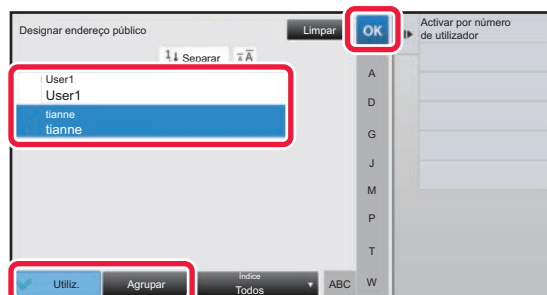 Designar endereço público
Limpar
OK
Activar por número
de utilizador
Separar
A A
User1
User1
tianne
tianne
A
D
G
J
M
P
T
W
Utiliz.
Agrupar
Índice
Todos
ABC